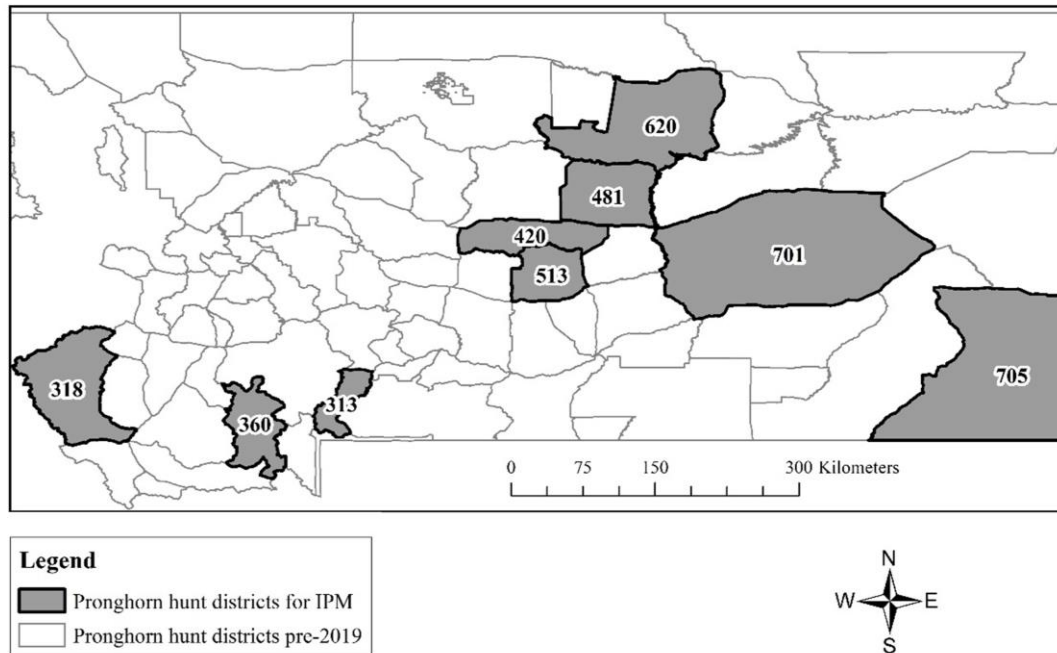 620
481
420
701
513
318
360
313
705
0 75 150 300 Kilometers
Legend
Pronghorn hunt districts for IPM
Pronghorn hunt districts pre-2019
N
W E
S